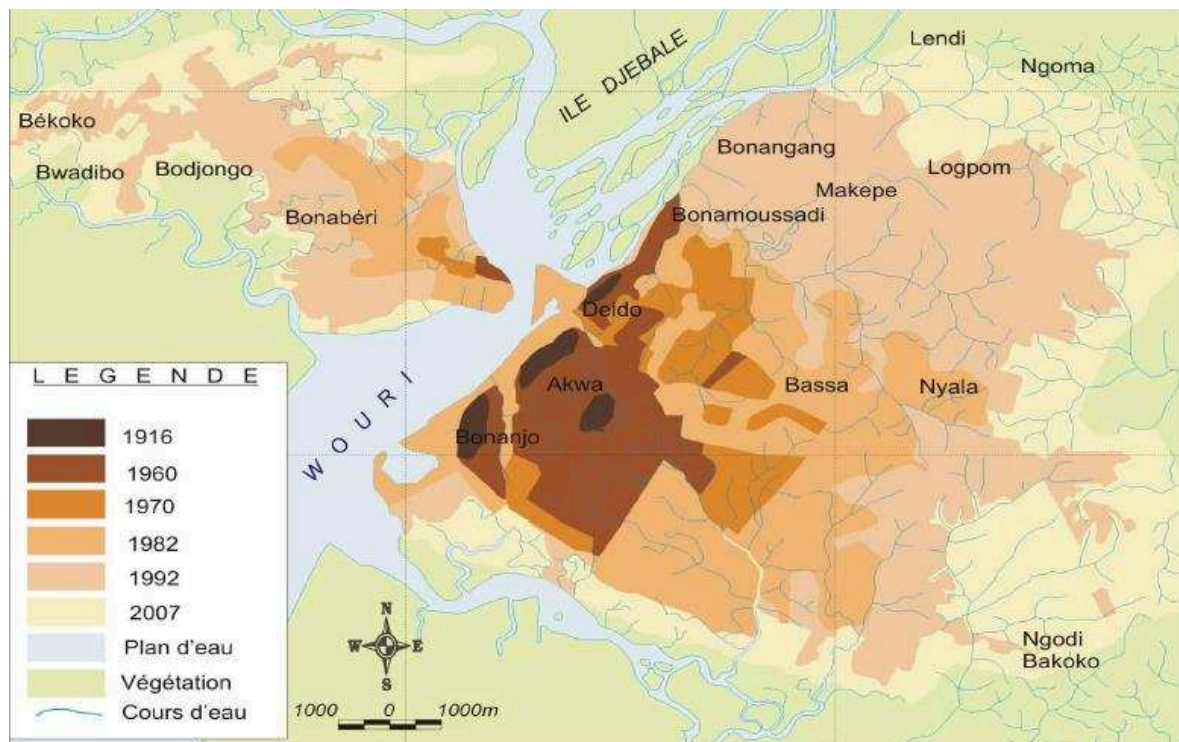 Lendi
Ngoma
ILE DJEBALE
Békoko
Bwadibo
Bodjongo
Bonabéri
Bonangang
Makepe
Logpom
Bonamoussadi
Deido
Akwa
Bassa
Nyala
Bonanjo
WOURI
Ngodi
Bakoko
LEGENDE
1916
1960
1970
1982
1992
2007
Plan d'eau
Végétation
Cours d'eau
N
W E
S
1000 0 1000m